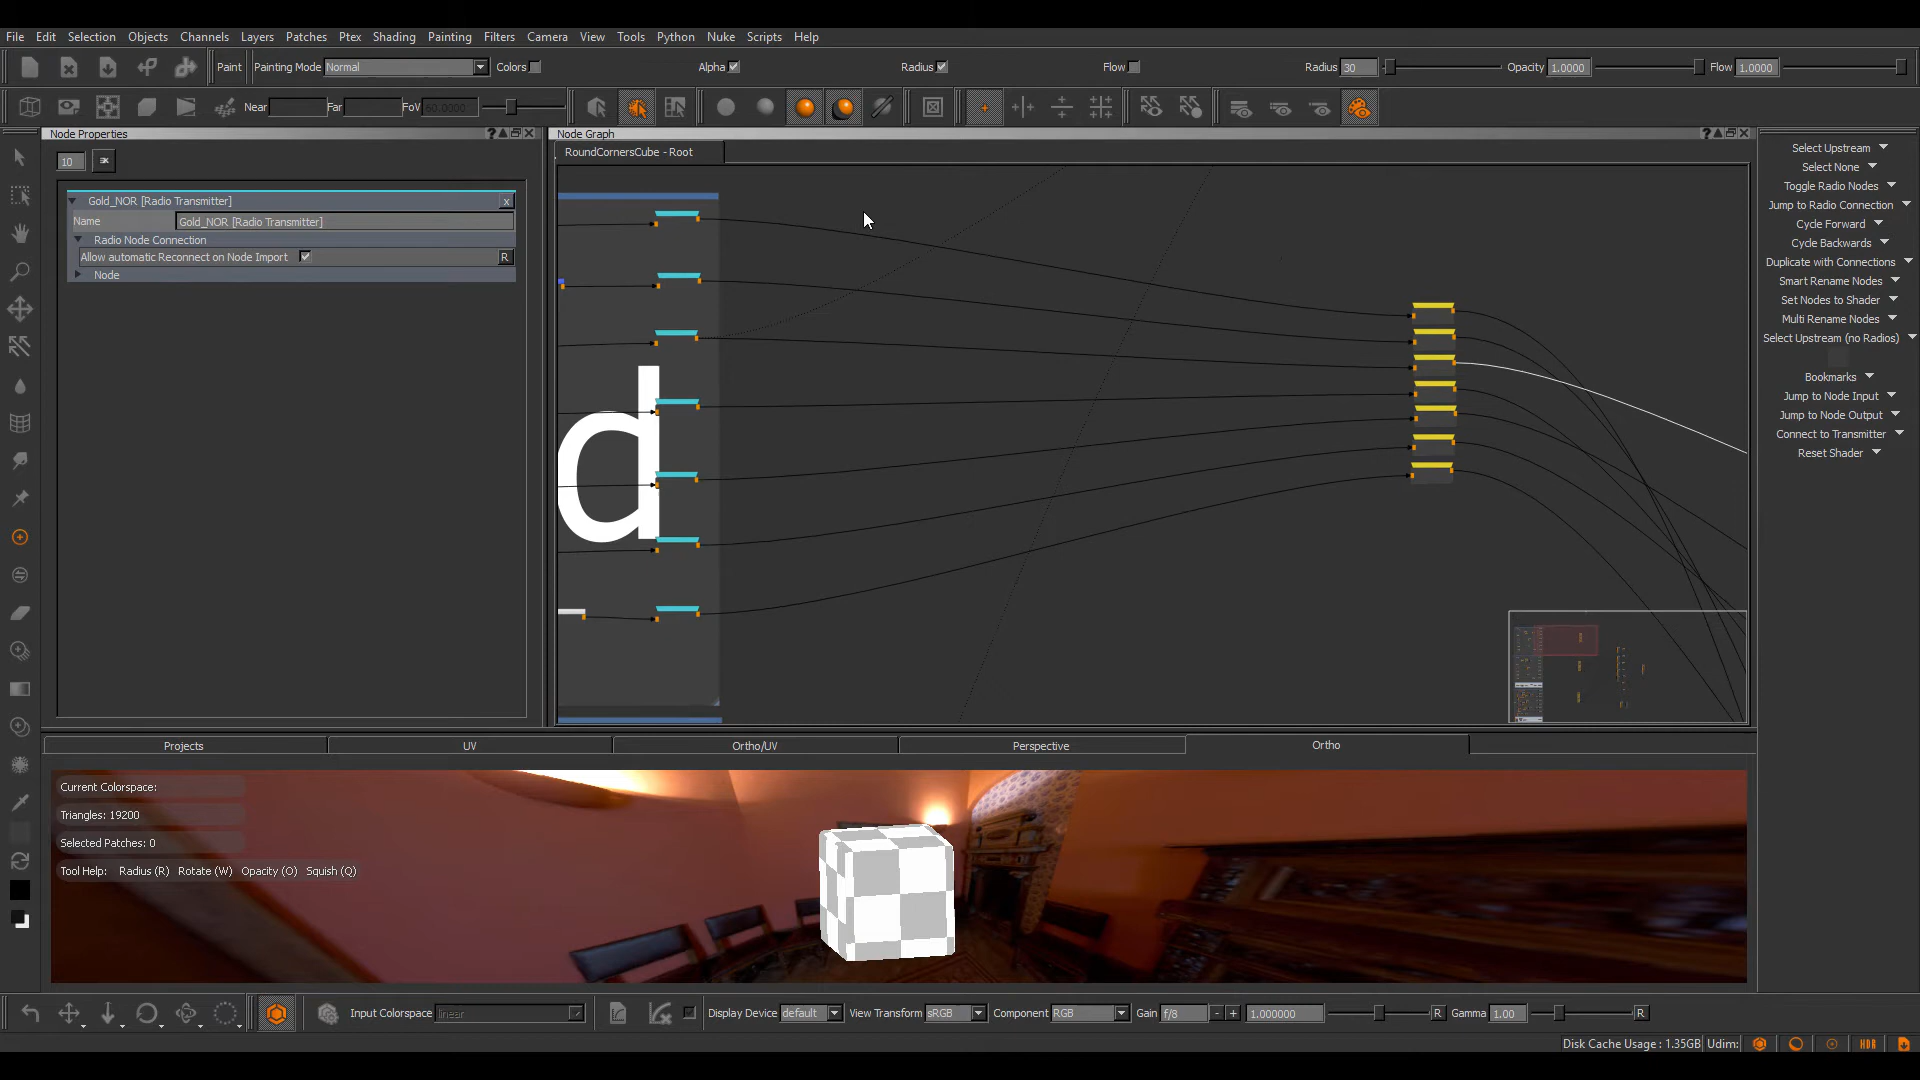 File Edit Selection Objects Channels Layers Patches Ptex Shading Painting Filters Camera View Tools Python Nuke Scripts Help
Paint Painting Mode Normal Colors Alpha Radius Flow Radius 30 Opacity 1.0000 Flow 1.0000
Near Far FoV 60.0000
Node Properties
10
Gold_NOR [Radio Transmitter] x
Name Gold_NOR [Radio Transmitter]
Radio Node Connection
Allow automatic Reconnect on Node Import R
Node
Node Graph
RoundCornersCube - Root
d
Select Upstream
Select None
Toggle Radio Nodes
Jump to Radio Connection
Cycle Forward
Cycle Backwards
Duplicate with Connections
Smart Rename Nodes
Set Nodes to Shader
Multi Rename Nodes
Select Upstream (no Radios)
Bookmarks
Jump to Node Input
Jump to Node Output
Connect to Transmitter
Reset Shader
Projects UV Ortho/UV Perspective Ortho
Current Colorspace:
Triangles: 19200
Selected Patches: 0
Tool Help: Radius (R) Rotate (W) Opacity (O) Squish (Q)
Input Colorspace linear Display Device default View Transform sRGB Component RGB Gain f/8 - + 1.000000 R Gamma 1.00 R
Disk Cache Usage : 1.35GB Udim: HDR